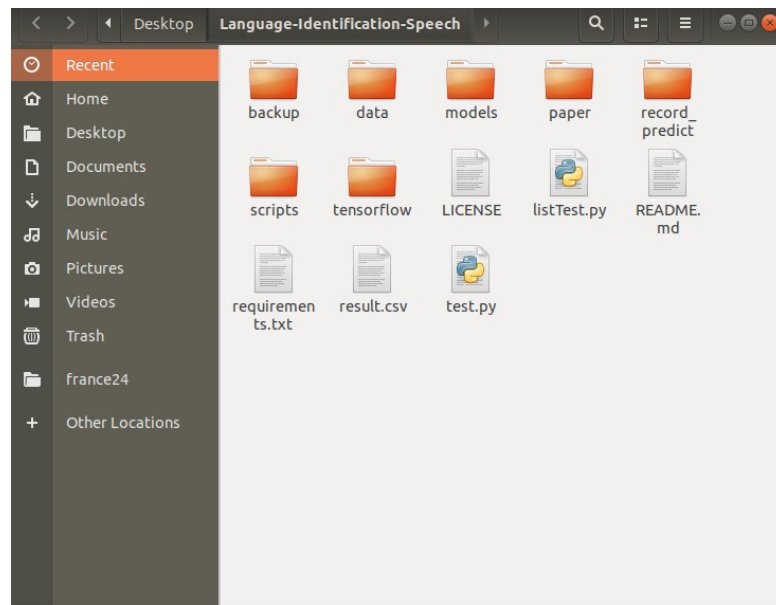 Desktop
Language-Identification-Speech
Recent
Home
Desktop
Documents
Downloads
Music
Pictures
Videos
Trash
france24
Other Locations
backup
data
models
paper
record_
predict
scripts
tensorflow
LICENSE
listTest.py
README.
md
requiremen
ts.txt
result.csv
test.py